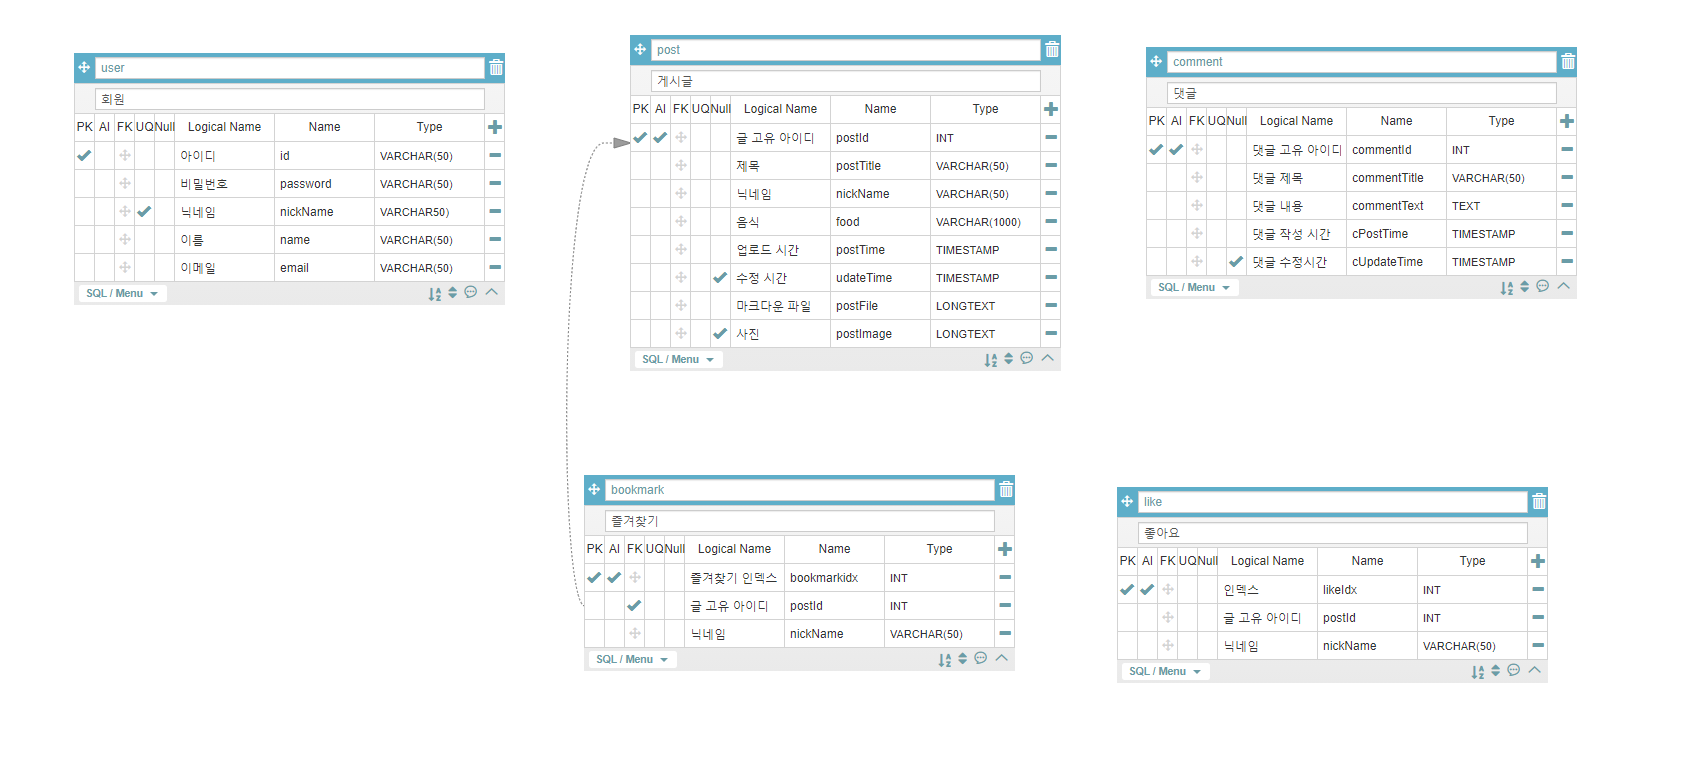 user
회원
PK AI FK UQ Null Logical Name Name Type
아이디 id VARCHAR(50)
비밀번호 password VARCHAR(50)
닉네임 nickName VARCHAR50)
이름 name VARCHAR(50)
이메일 email VARCHAR(50)
SQL / Menu
post
게시글
PK AI FK UQ Null Logical Name Name Type
글 고유 아이디 postId INT
제목 postTitle VARCHAR(50)
닉네임 nickName VARCHAR(50)
음식 food VARCHAR(1000)
업로드 시간 postTime TIMESTAMP
수정 시간 udateTime TIMESTAMP
마크다운 파일 postFile LONGTEXT
사진 postImage LONGTEXT
SQL / Menu
comment
댓글
PK AI FK UQ Null Logical Name Name Type
댓글 고유 아이디 commentId INT
댓글 제목 commentTitle VARCHAR(50)
댓글 내용 commentText TEXT
댓글 작성 시간 cPostTime TIMESTAMP
댓글 수정시간 cUpdateTime TIMESTAMP
SQL / Menu
bookmark
즐겨찾기
PK AI FK UQ Null Logical Name Name Type
즐겨찾기 인덱스 bookmarkidx INT
글 고유 아이디 postId INT
닉네임 nickName VARCHAR(50)
SQL / Menu
like
좋아요
PK AI FK UQ Null Logical Name Name Type
인덱스 likeIdx INT
글 고유 아이디 postId INT
닉네임 nickName VARCHAR(50)
SQL / Menu